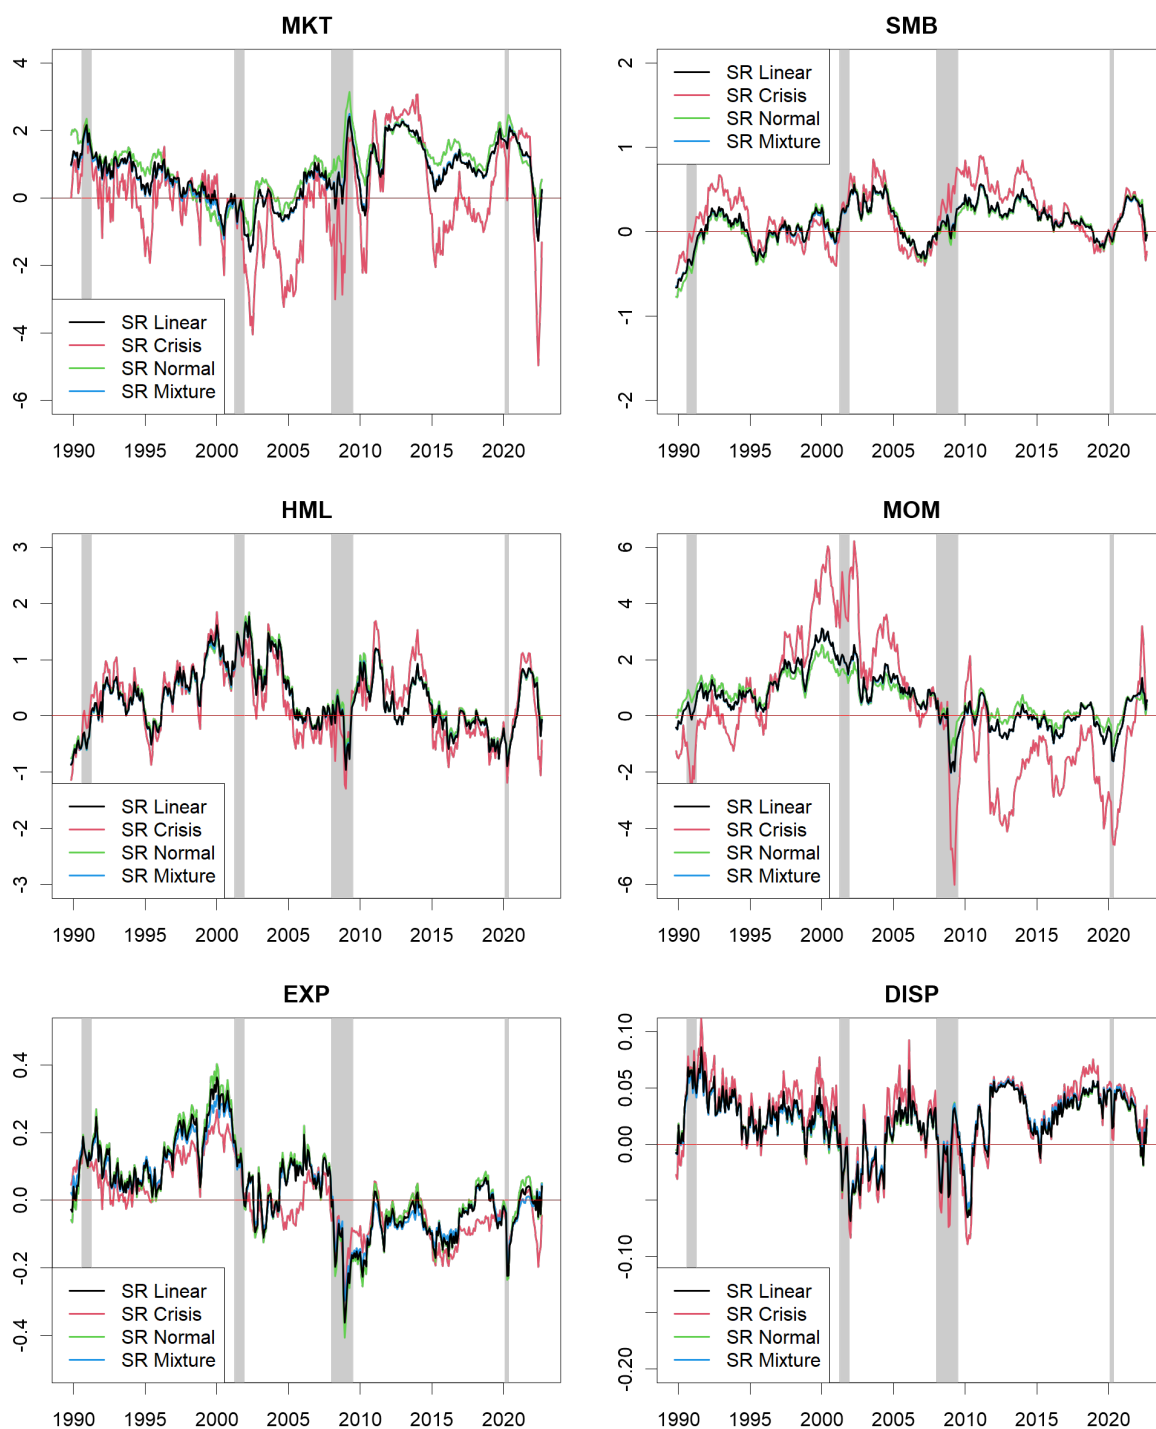 MKT
4
2
0
-2
-4
-6
SR Linear
SR Crisis
SR Normal
SR Mixture
1990 1995 2000 2005 2010 2015 2020
SMB
2
1
0
-1
-2
SR Linear
SR Crisis
SR Normal
SR Mixture
1990 1995 2000 2005 2010 2015 2020
HML
3
2
1
0
-1
-2
-3
SR Linear
SR Crisis
SR Normal
SR Mixture
1990 1995 2000 2005 2010 2015 2020
MOM
6
4
2
0
-2
-4
-6
SR Linear
SR Crisis
SR Normal
SR Mixture
1990 1995 2000 2005 2010 2015 2020
EXP
0.4
0.2
0.0
-0.2
-0.4
SR Linear
SR Crisis
SR Normal
SR Mixture
1990 1995 2000 2005 2010 2015 2020
DISP
0.10
0.05
0.00
-0.10
-0.20
SR Linear
SR Crisis
SR Normal
SR Mixture
1990 1995 2000 2005 2010 2015 2020